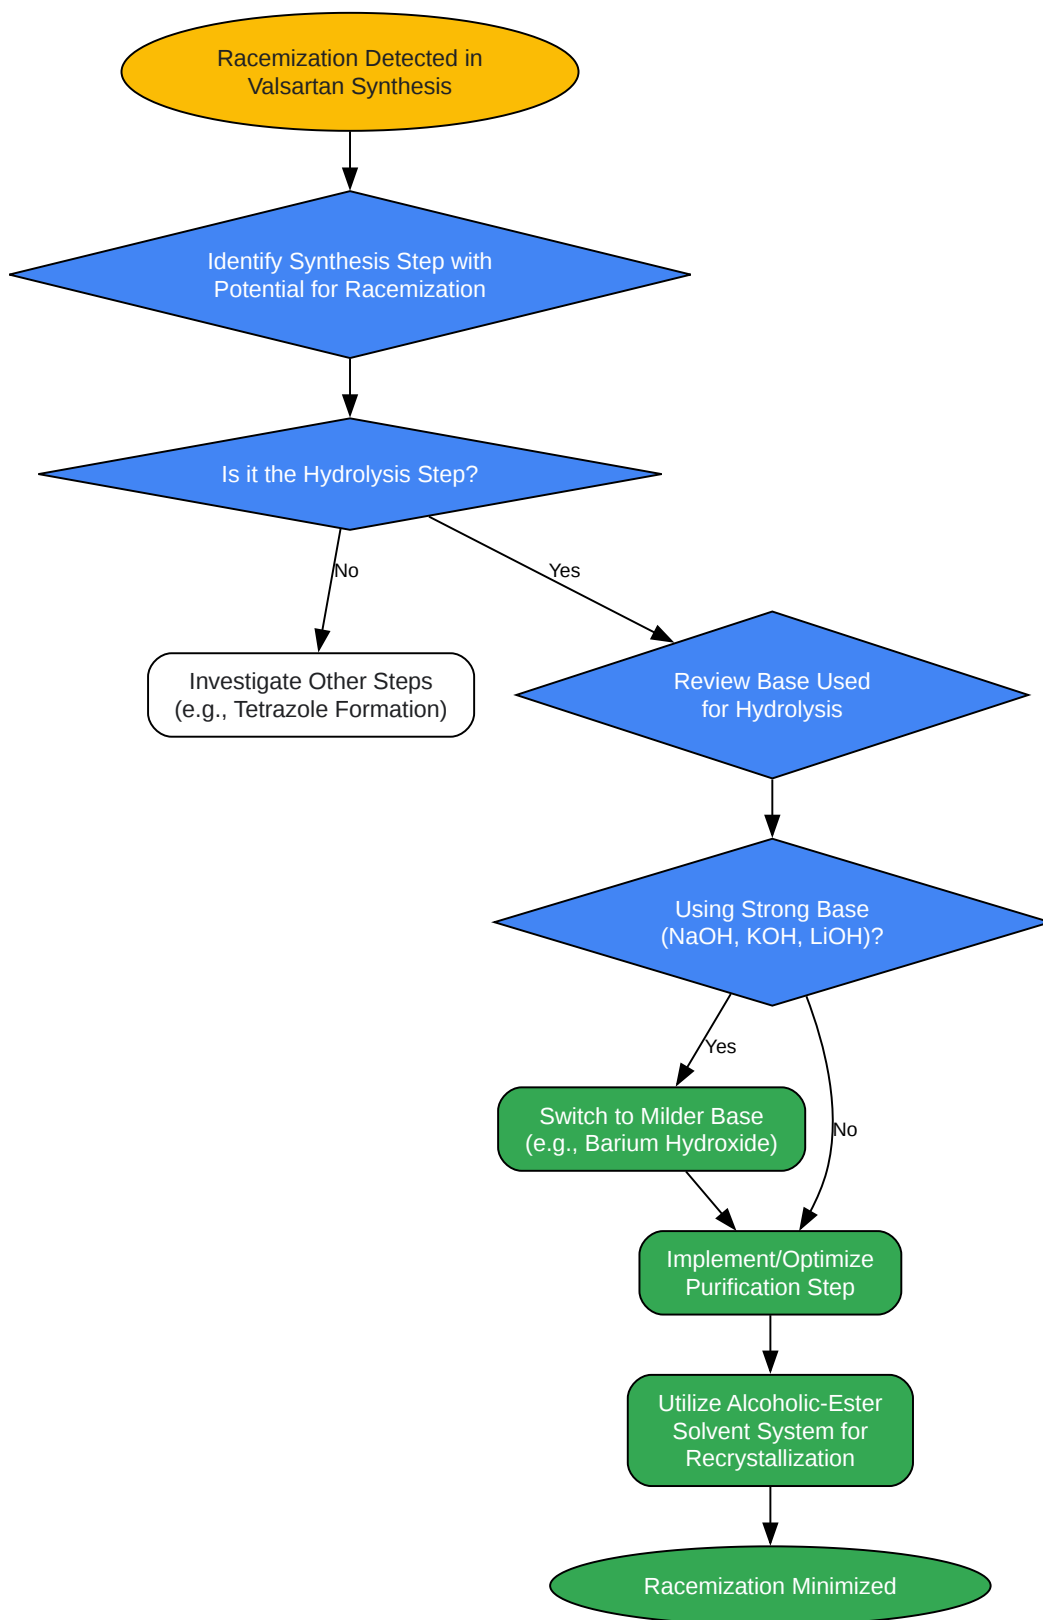 Racemization Detected in
Valsartan Synthesis
Identify Synthesis Step with
Potential for Racemization
Is it the Hydrolysis Step?
No
Yes
Investigate Other Steps
(e.g., Tetrazole Formation)
Review Base Used
for Hydrolysis
Using Strong Base
(NaOH, KOH, LiOH)?
Yes
No
Switch to Milder Base
(e.g., Barium Hydroxide)
Implement/Optimize
Purification Step
Utilize Alcoholic-Ester
Solvent System for
Recrystallization
Racemization Minimized